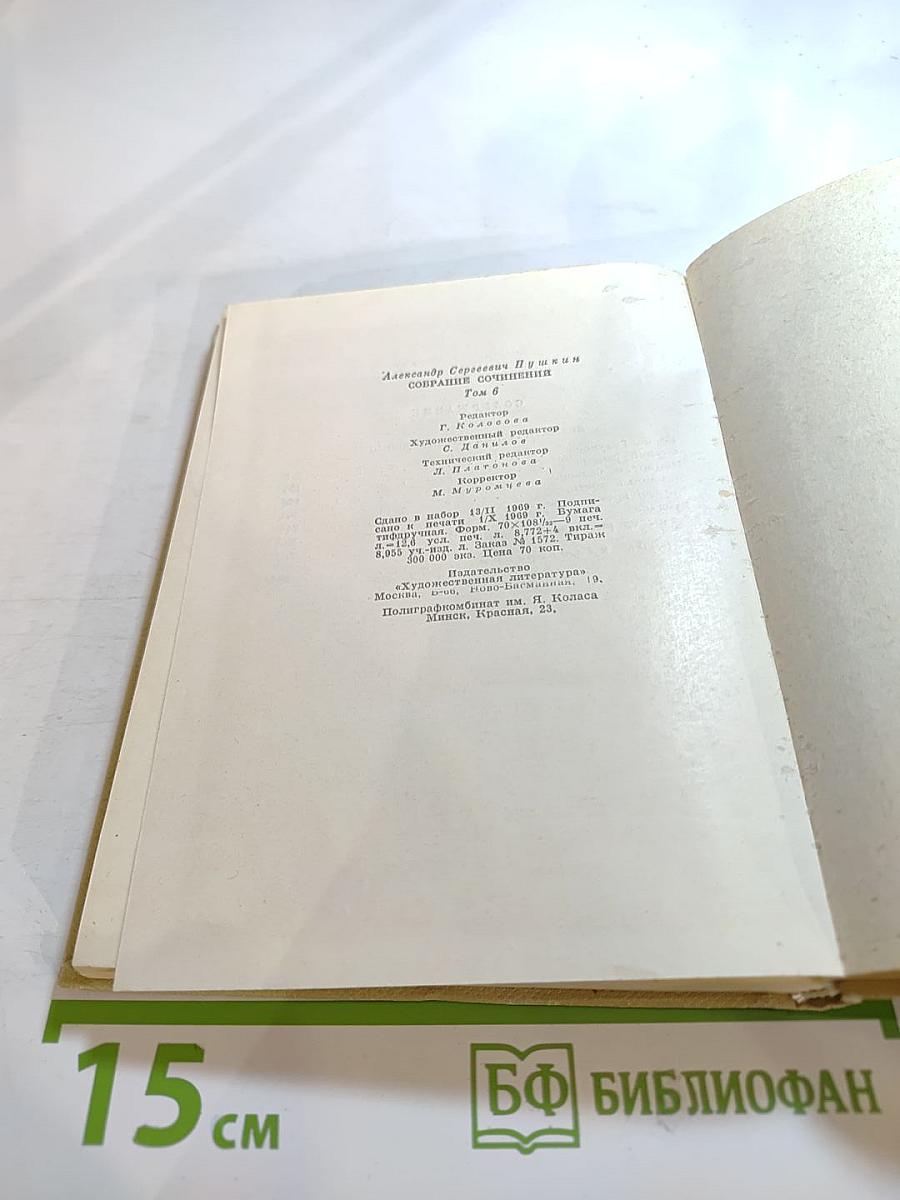 Александр Сергеевич Пушкин
СОБРАНИЕ СОЧИНЕНИЙ
Том 6
Редактор
Г. Колосова
Художественный редактор
С. Данилов
Технический редактор
Л. Платонова
Корректор
М. Муромцева
Сдано в набор 13/II 1969 г. Подпи-
сано к печати 1/X 1969 г. Бумага
тифдручная. Форм. 70×108¹/₃₂—9 печ.
л.=12,6 усл. печ. л. 8,772+4 вкл.=
8,955 уч.-изд. л. Заказ № 1572. Тираж
300 000 экз. Цена 70 коп.
Издательство
«Художественная литература»
Москва, Б-66, Ново-Басманная, 19.
Полиграфкомбинат им. Я. Коласа
Минск, Красная, 23.
15 см
БФ БИБЛИОФАН